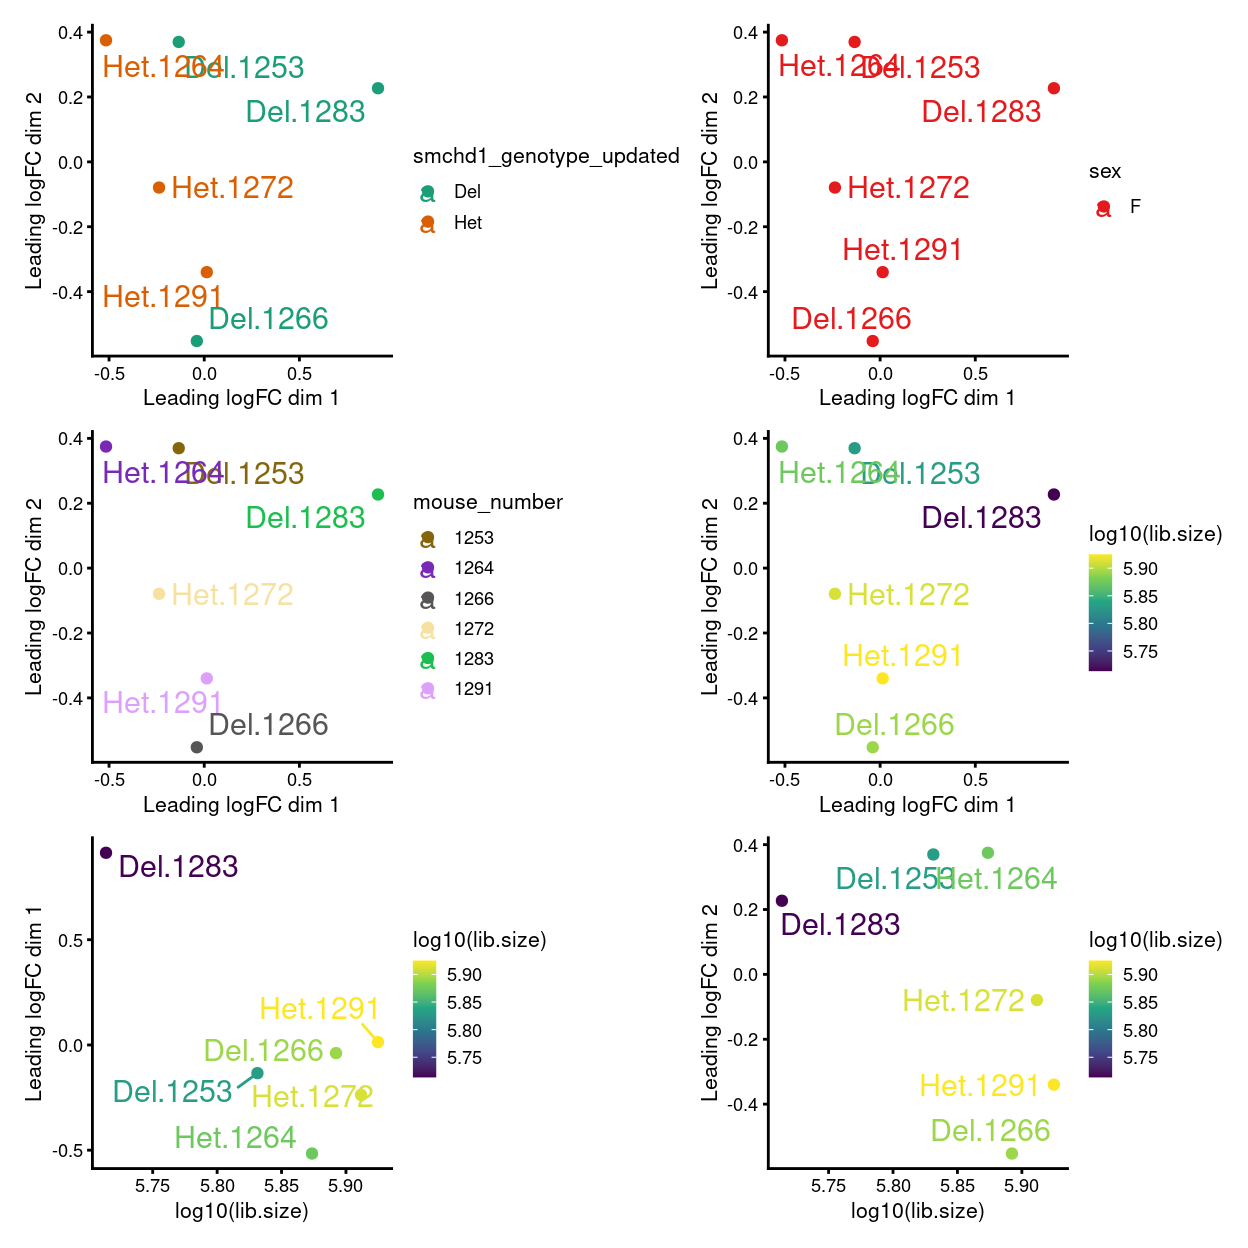 0.4
0.2
0.0
-0.2
-0.4
Leading logFC dim 2
Het.1264
Del.1253
Del.1283
Het.1272
Het.1291
Del.1266
-0.5 0.0 0.5
Leading logFC dim 1
smchd1_genotype_updated
a Del
a Het
0.4
0.2
0.0
-0.2
-0.4
Leading logFC dim 2
Het.1264
Del.1253
Del.1283
Het.1272
Het.1291
Del.1266
-0.5 0.0 0.5
Leading logFC dim 1
sex
a F
0.4
0.2
0.0
-0.2
-0.4
Leading logFC dim 2
Het.1264
Del.1253
Del.1283
Het.1272
Het.1291
Del.1266
-0.5 0.0 0.5
Leading logFC dim 1
mouse_number
a 1253
a 1264
a 1266
a 1272
a 1283
a 1291
0.4
0.2
0.0
-0.2
-0.4
Leading logFC dim 2
Het.1264
Del.1253
Del.1283
Het.1272
Het.1291
Del.1266
-0.5 0.0 0.5
Leading logFC dim 1
log10(lib.size)
5.90
5.85
5.80
5.75
0.5
0.0
-0.5
Leading logFC dim 1
Del.1283
Het.1291
Del.1266
Del.1253
Het.1272
Het.1264
5.75 5.80 5.85 5.90
log10(lib.size)
log10(lib.size)
5.90
5.85
5.80
5.75
0.4
0.2
0.0
-0.2
-0.4
Leading logFC dim 2
Del.1253
Het.1264
Del.1283
Het.1272
Het.1291
Del.1266
5.75 5.80 5.85 5.90
log10(lib.size)
log10(lib.size)
5.90
5.85
5.80
5.75